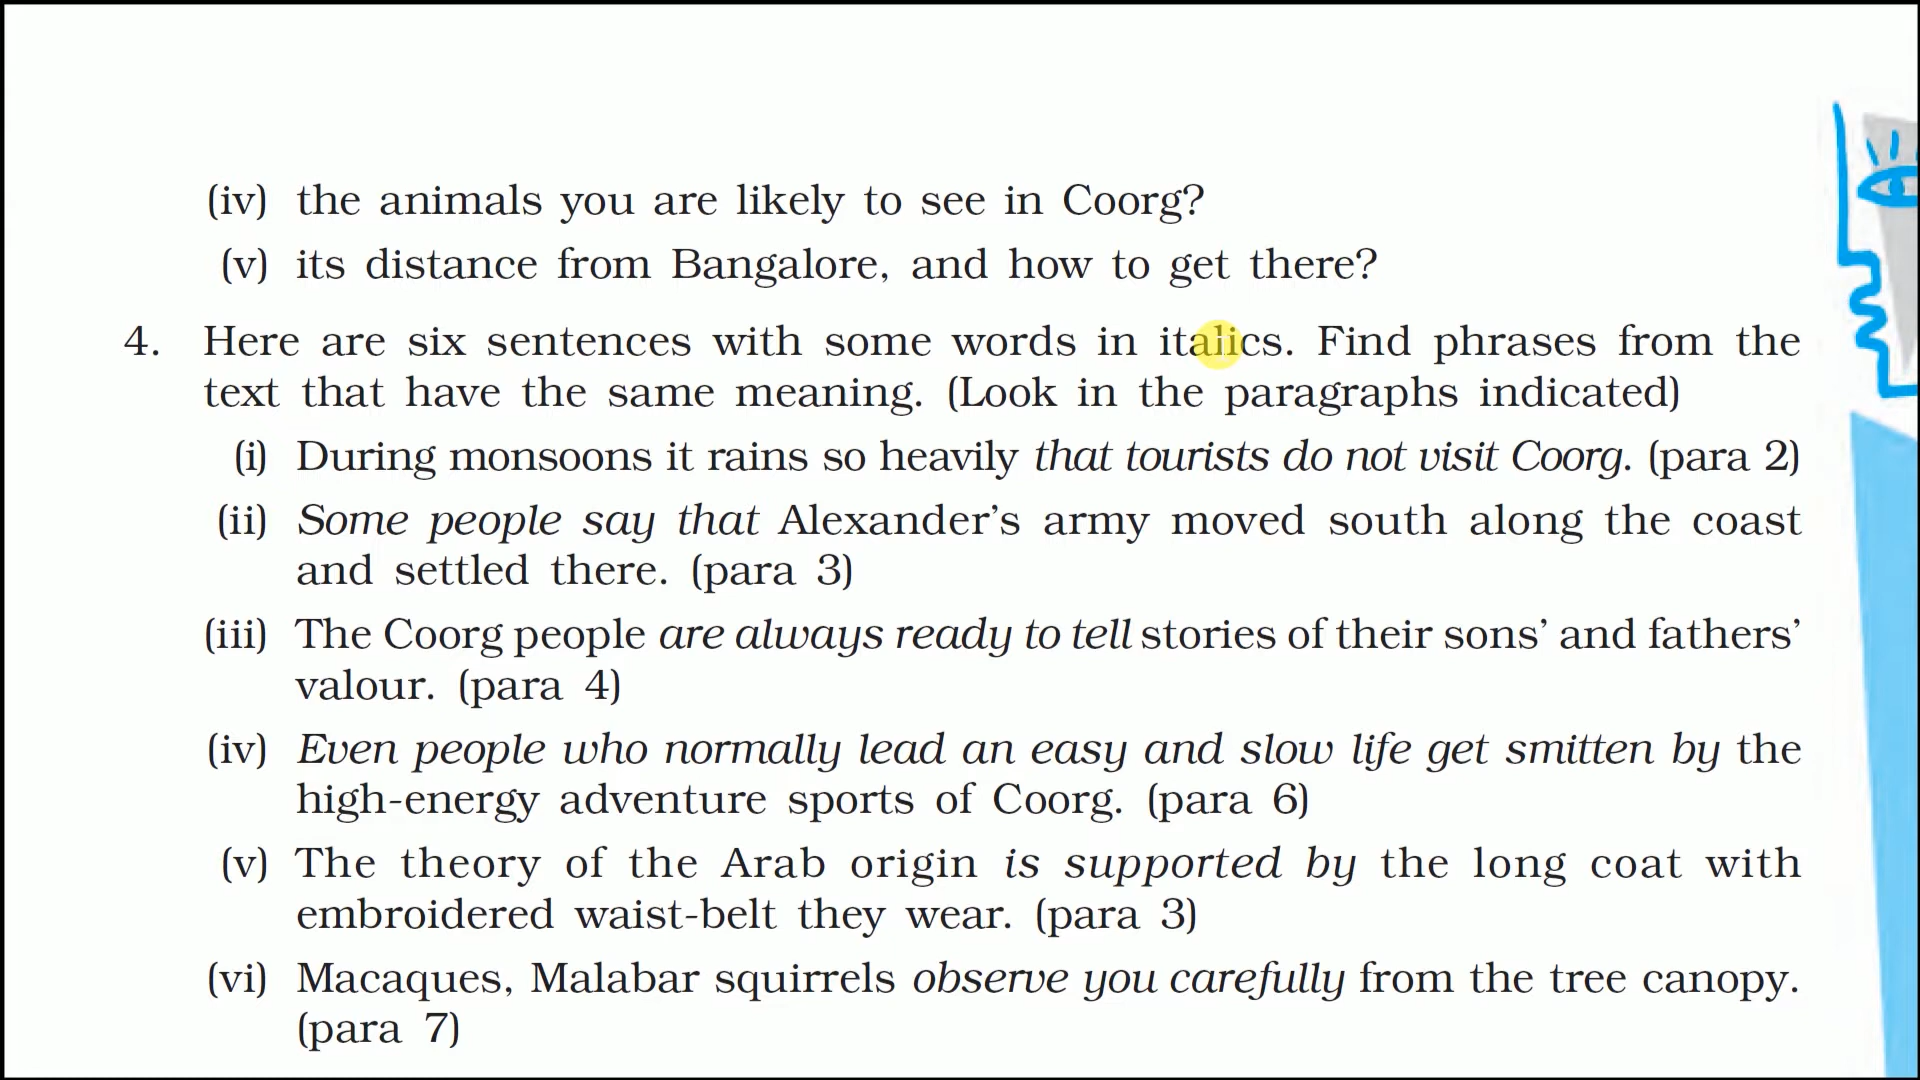 (iv) the animals you are likely to see in Coorg?
(v) its distance from Bangalore, and how to get there?
4. Here are six sentences with some words in italics. Find phrases from the
text that have the same meaning. (Look in the paragraphs indicated)
(i) During monsoons it rains so heavily that tourists do not visit Coorg. (para 2)
(ii) Some people say that Alexander’s army moved south along the coast
and settled there. (para 3)
(iii) The Coorg people are always ready to tell stories of their sons’ and fathers’
valour. (para 4)
(iv) Even people who normally lead an easy and slow life get smitten by the
high-energy adventure sports of Coorg. (para 6)
(v) The theory of the Arab origin is supported by the long coat with
embroidered waist-belt they wear. (para 3)
(vi) Macaques, Malabar squirrels observe you carefully from the tree canopy.
(para 7)